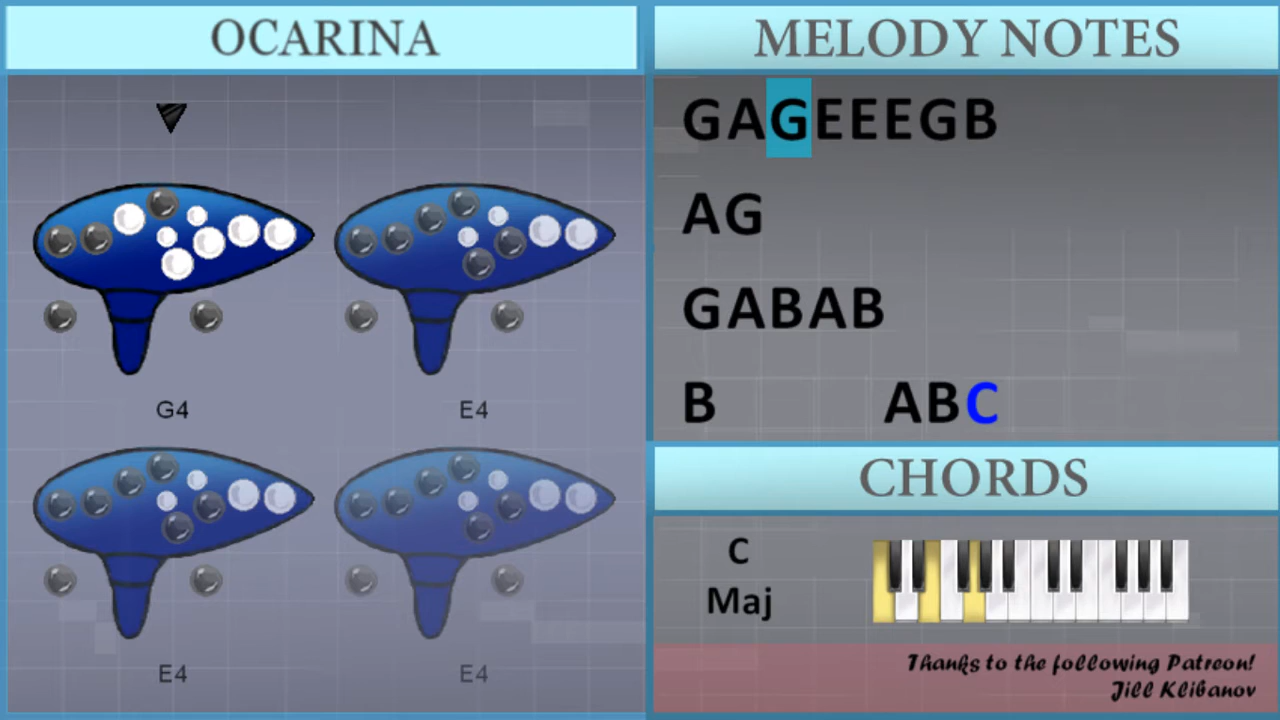 OCARINA
G4
E4
E4
E4
MELODY NOTES
GAGEEEGB
AG
GABAB
B ABC
CHORDS
C
Maj
Thanks to the following Patreon!
Jill Klibanov